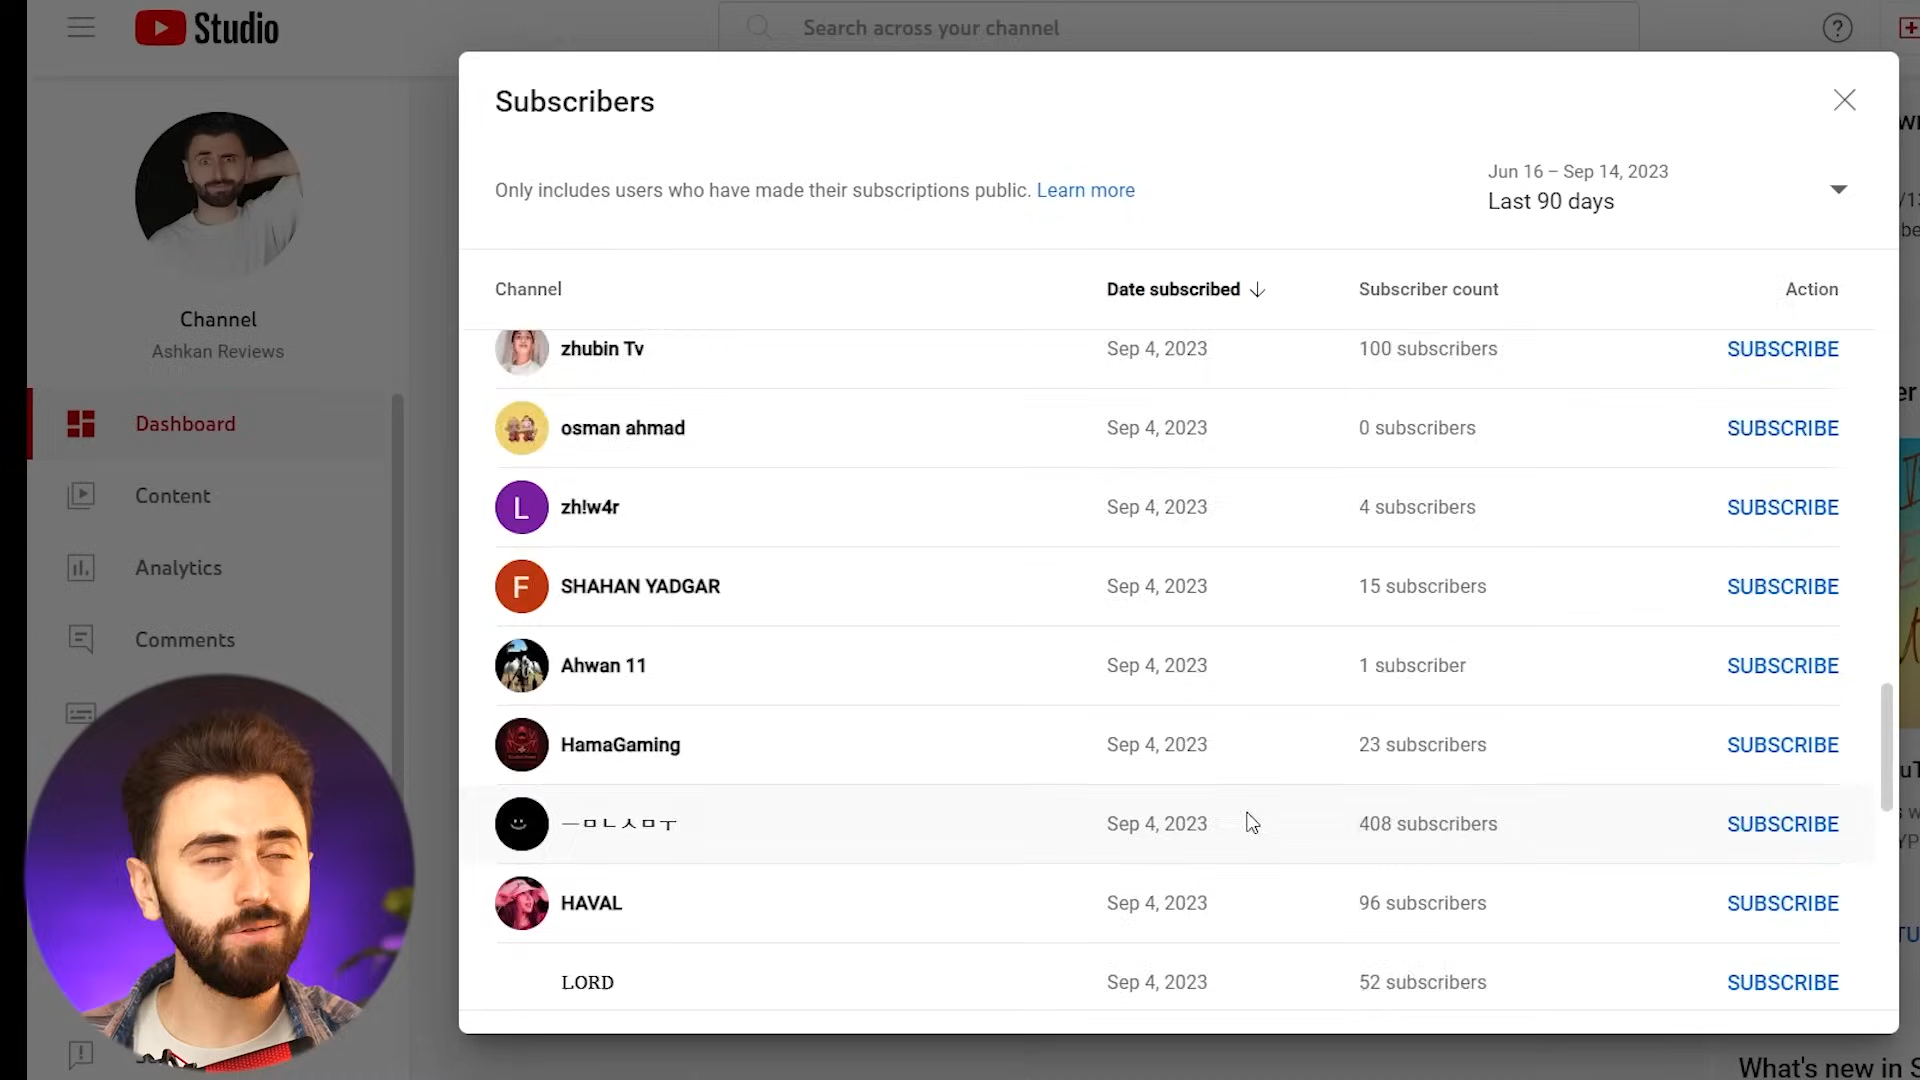 Studio
Search across your channel
Subscribers
Only includes users who have made their subscriptions public. Learn more
Jun 16 – Sep 14, 2023
Last 90 days
Channel
Ashkan Reviews
Dashboard
Content
Analytics
Comments
Channel Date subscribed Subscriber count Action
zhubin Tv Sep 4, 2023 100 subscribers SUBSCRIBE
osman ahmad Sep 4, 2023 0 subscribers SUBSCRIBE
L zh!w4r Sep 4, 2023 4 subscribers SUBSCRIBE
F SHAHAN YADGAR Sep 4, 2023 15 subscribers SUBSCRIBE
Ahwan 11 Sep 4, 2023 1 subscriber SUBSCRIBE
HamaGaming Sep 4, 2023 23 subscribers SUBSCRIBE
ㅡㅁㄴㅅㅁㅜ Sep 4, 2023 408 subscribers SUBSCRIBE
HAVAL Sep 4, 2023 96 subscribers SUBSCRIBE
LORD Sep 4, 2023 52 subscribers SUBSCRIBE
What's new in